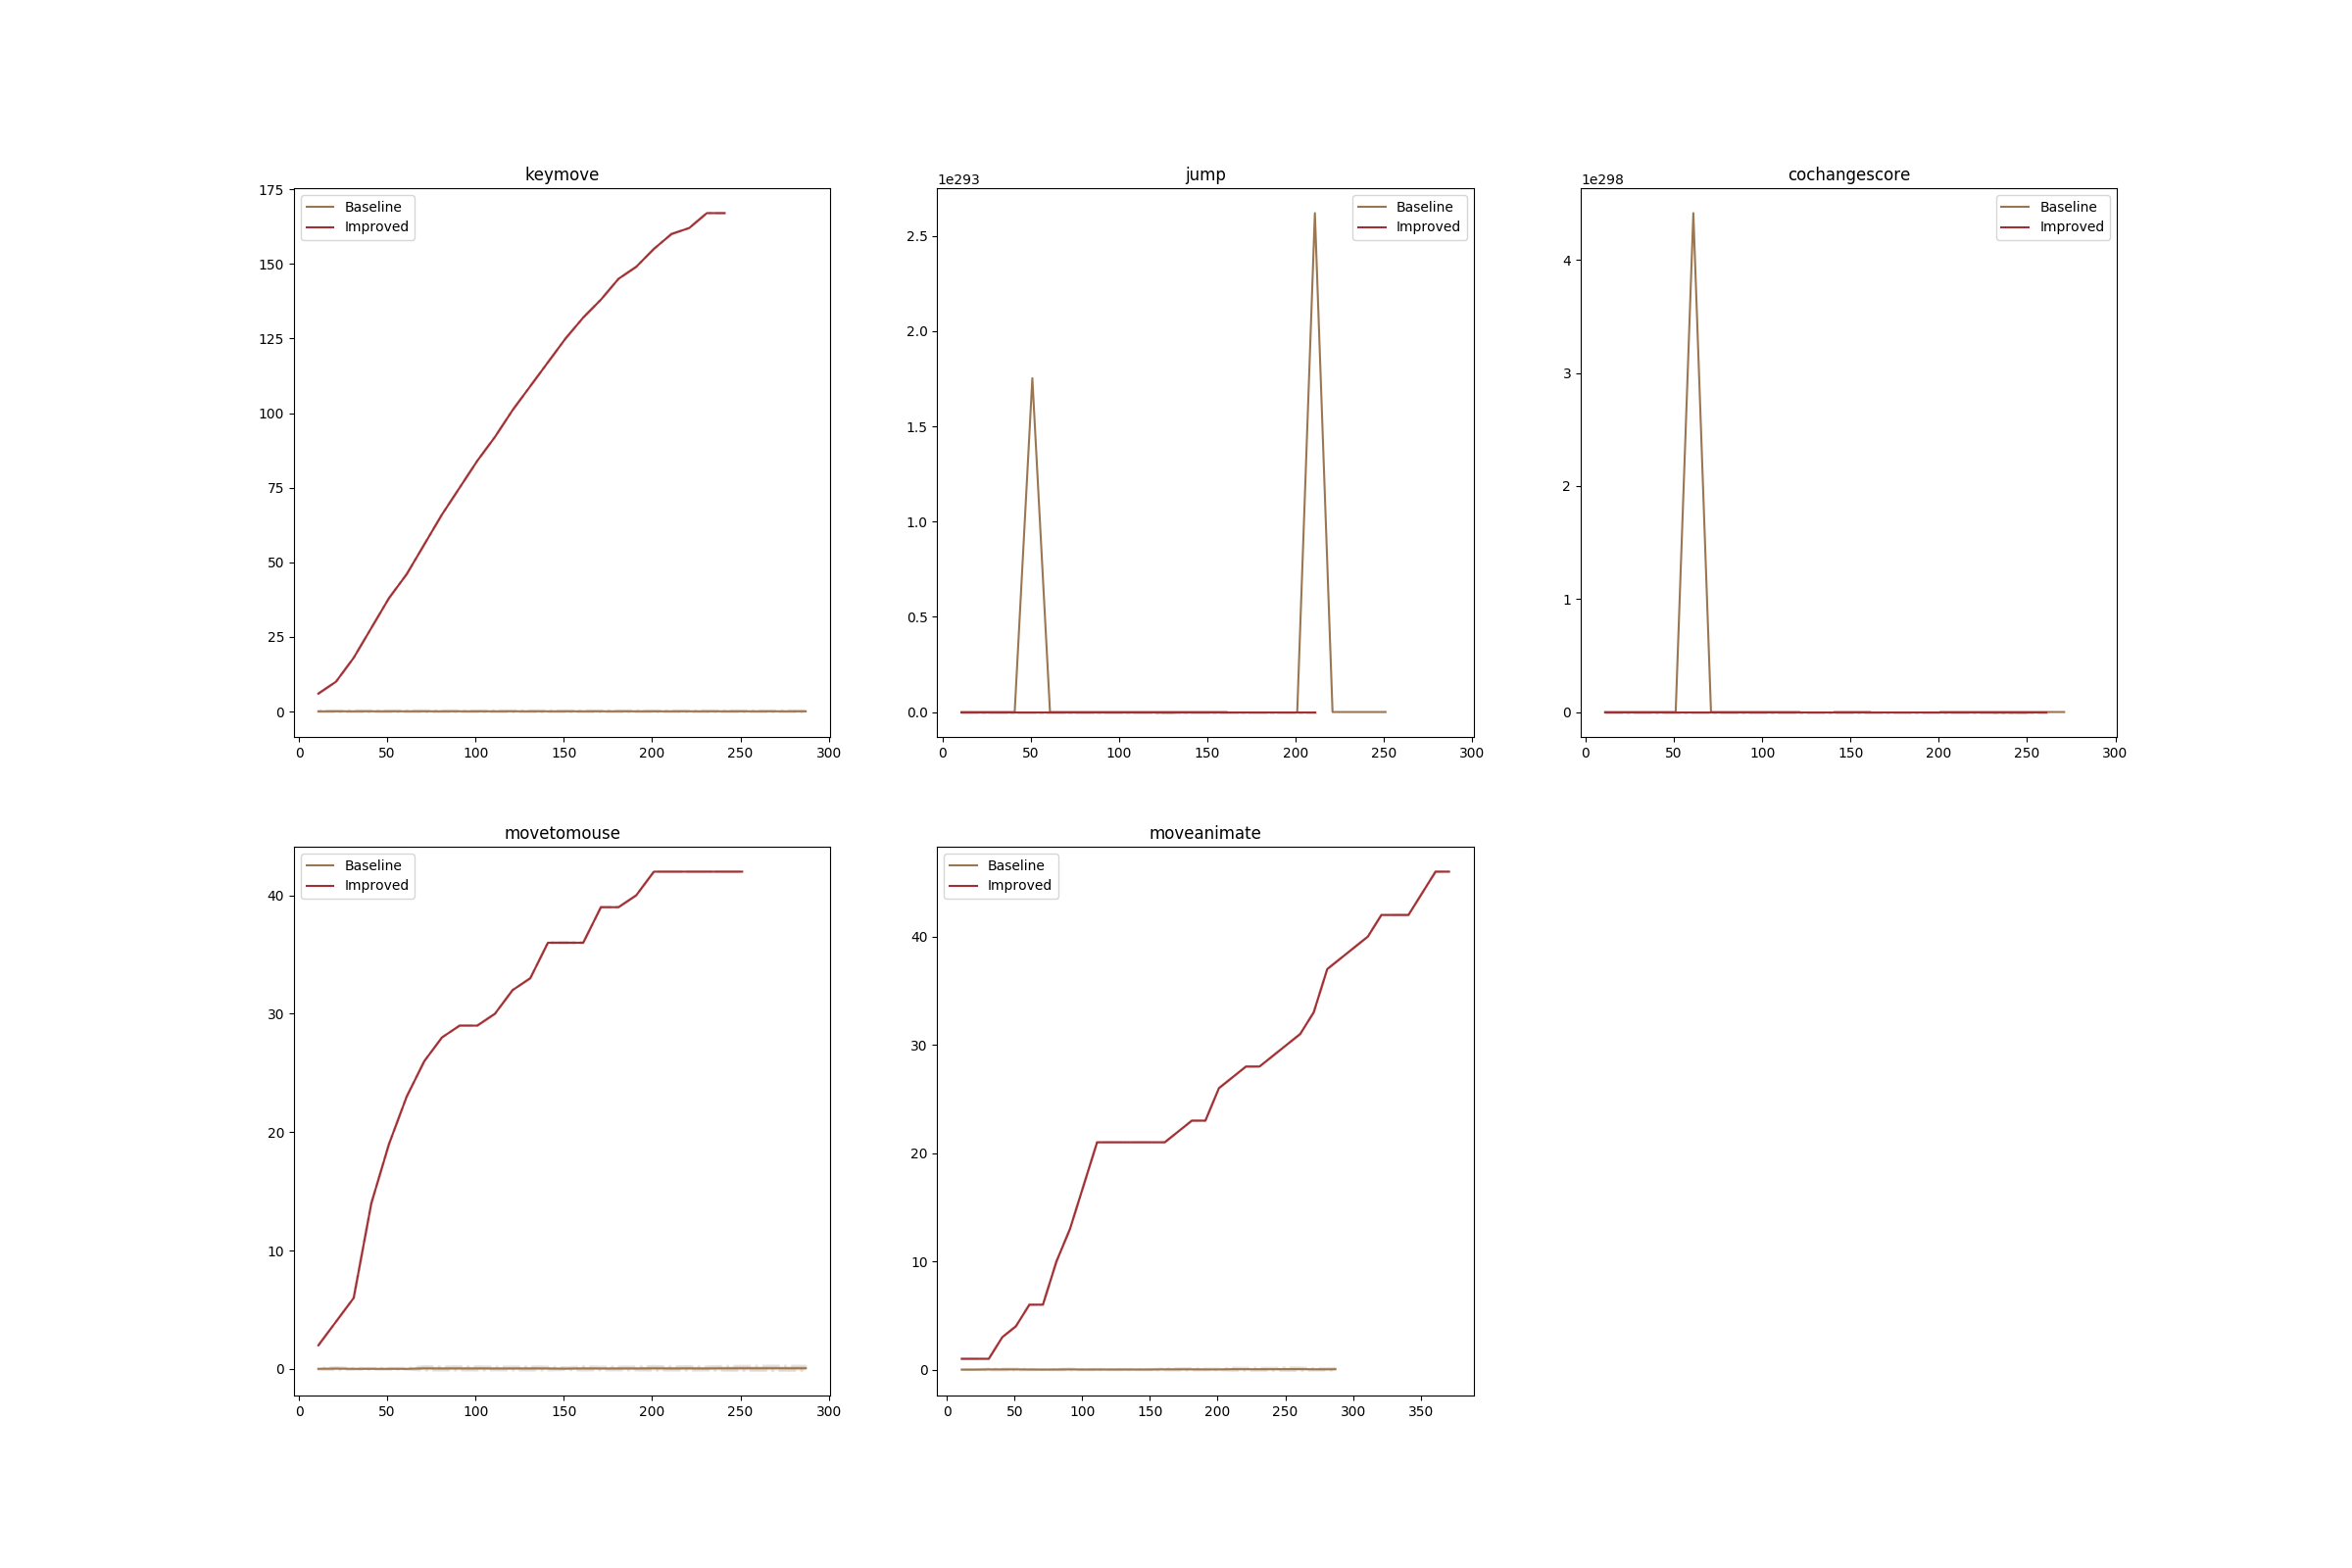 keymove
175
150
125
100
75
50
25
0
0 50 100 150 200 250 300
Baseline
Improved
jump
1e293
2.5
2.0
1.5
1.0
0.5
0.0
0 50 100 150 200 250 300
Baseline
Improved
cochangescore
1e298
4
3
2
1
0
0 50 100 150 200 250 300
Baseline
Improved
movetomouse
40
30
20
10
0
0 50 100 150 200 250 300
Baseline
Improved
moveanimate
40
30
20
10
0
0 50 100 150 200 250 300 350
Baseline
Improved